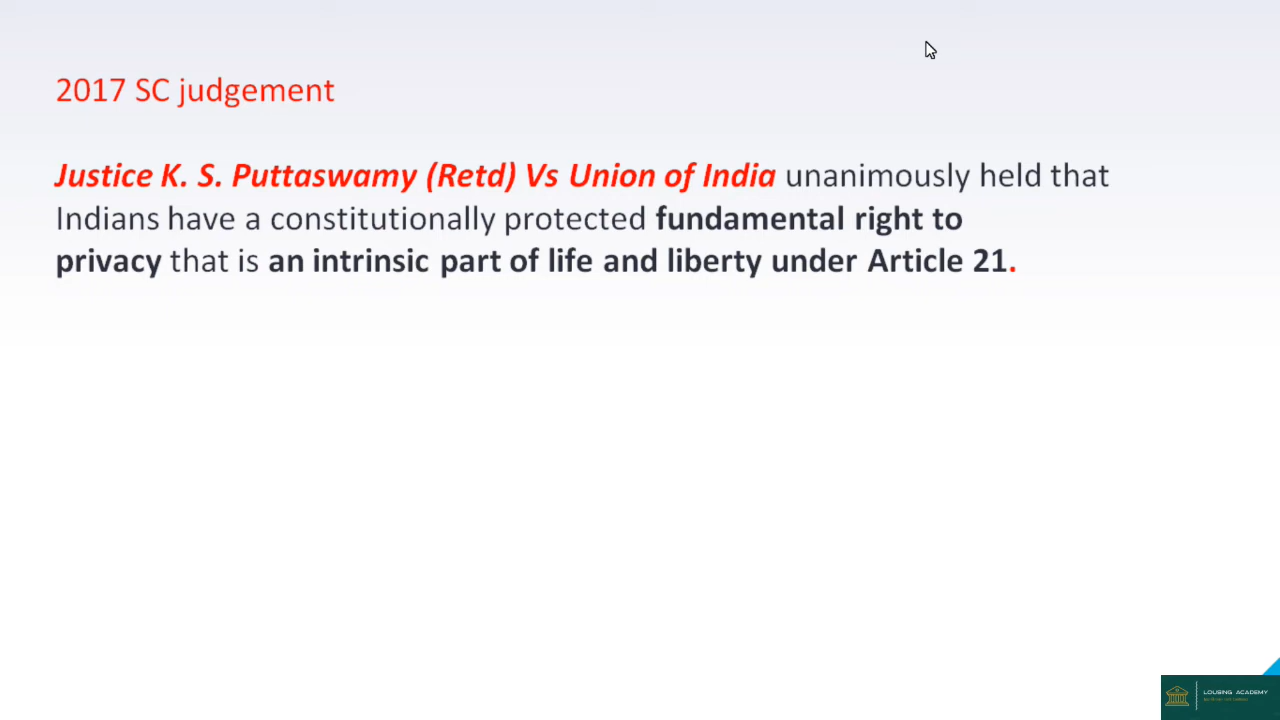 2017 SC judgement
Justice K. S. Puttaswamy (Retd) Vs Union of India unanimously held that
Indians have a constitutionally protected fundamental right to
privacy that is an intrinsic part of life and liberty under Article 21.
LOUSING ACADEMY